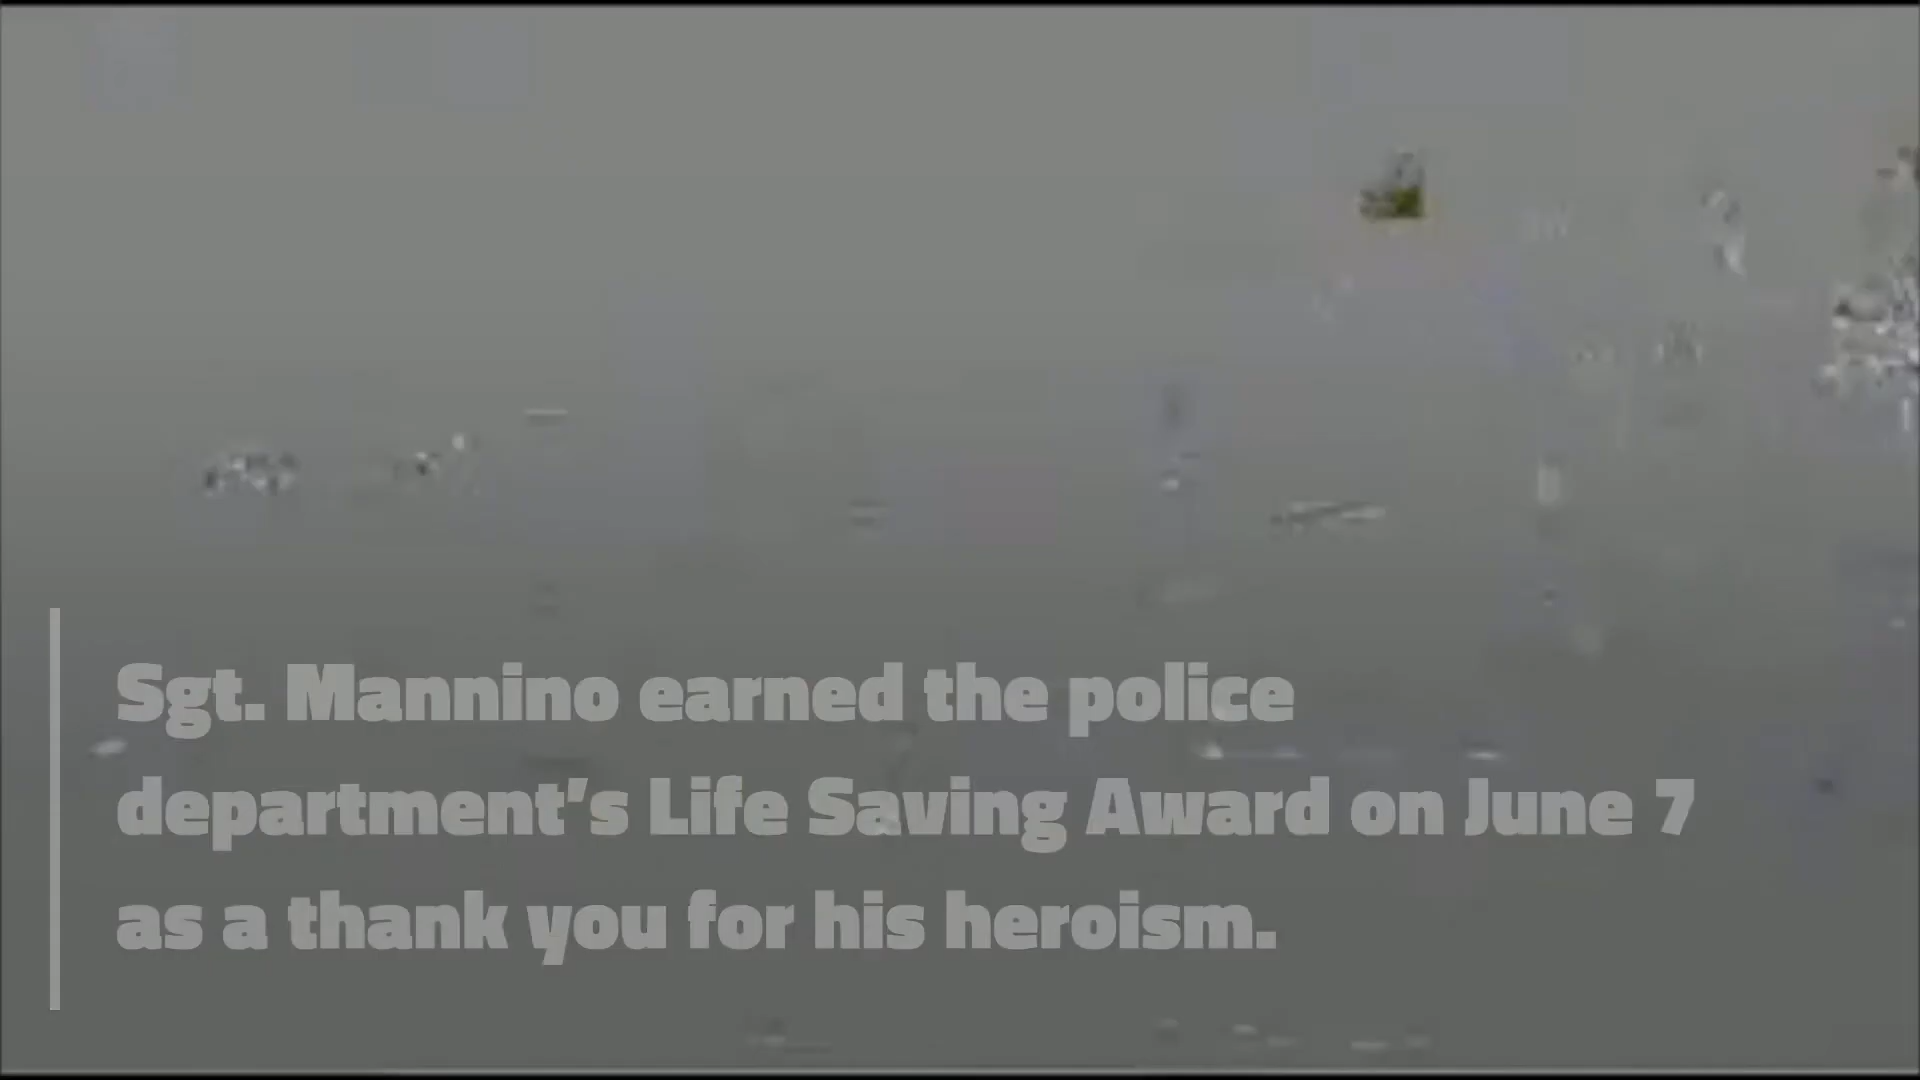 Sgt. Mannino earned the police
department’s Life Saving Award on June 7
as a thank you for his heroism.